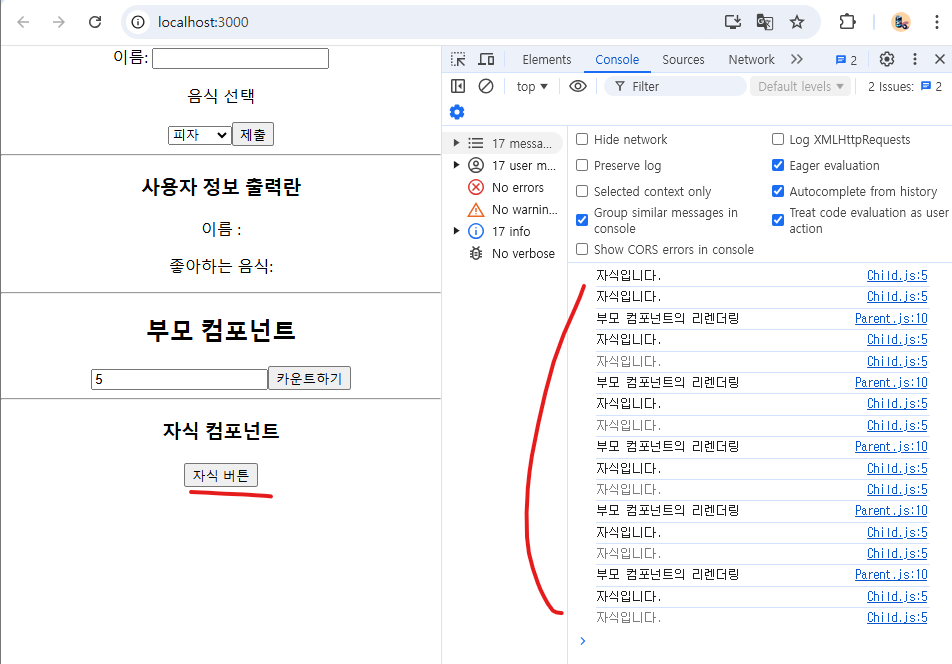 localhost:3000
이름:
음식 선택
피자 제출
사용자 정보 출력란
이름 :
좋아하는 음식:
부모 컴포넌트
5 카운트하기
자식 컴포넌트
자식 버튼
Elements Console Sources Network 2
top Filter Default levels 2 Issues: 2
17 messa...
17 user m...
No errors
No warnin...
17 info
No verbose
Hide network Log XMLHttpRequests
Preserve log Eager evaluation
Selected context only Autocomplete from history
Group similar messages in Treat code evaluation as user
console action
Show CORS errors in console
자식입니다. Child.js:5
자식입니다. Child.js:5
부모 컴포넌트의 리렌더링 Parent.js:10
자식입니다. Child.js:5
자식입니다. Child.js:5
부모 컴포넌트의 리렌더링 Parent.js:10
자식입니다. Child.js:5
자식입니다. Child.js:5
부모 컴포넌트의 리렌더링 Parent.js:10
자식입니다. Child.js:5
자식입니다. Child.js:5
부모 컴포넌트의 리렌더링 Parent.js:10
자식입니다. Child.js:5
자식입니다. Child.js:5
부모 컴포넌트의 리렌더링 Parent.js:10
자식입니다. Child.js:5
자식입니다. Child.js:5